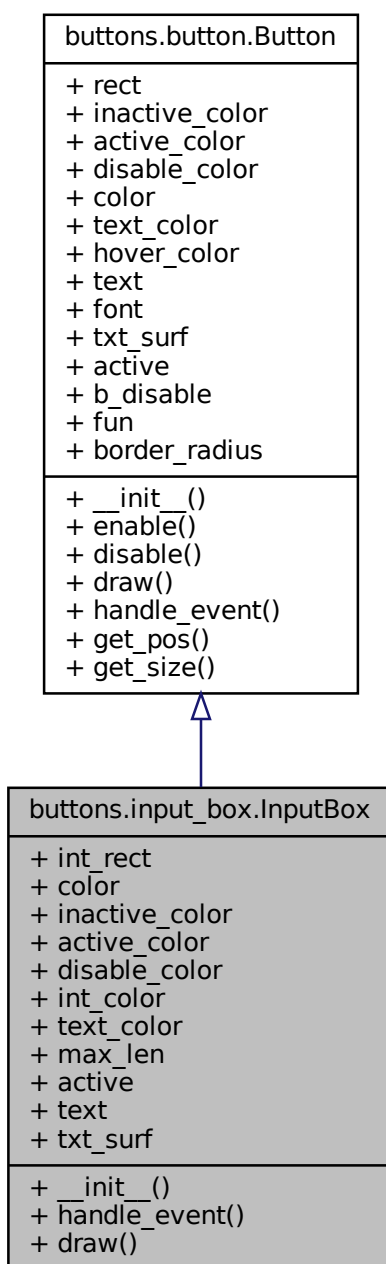 buttons.button.Button
+ rect
+ inactive_color
+ active_color
+ disable_color
+ color
+ text_color
+ hover_color
+ text
+ font
+ txt_surf
+ active
+ b_disable
+ fun
+ border_radius
+ __init__()
+ enable()
+ disable()
+ draw()
+ handle_event()
+ get_pos()
+ get_size()
buttons.input_box.InputBox
+ int_rect
+ color
+ inactive_color
+ active_color
+ disable_color
+ int_color
+ text_color
+ max_len
+ active
+ text
+ txt_surf
+ __init__()
+ handle_event()
+ draw()